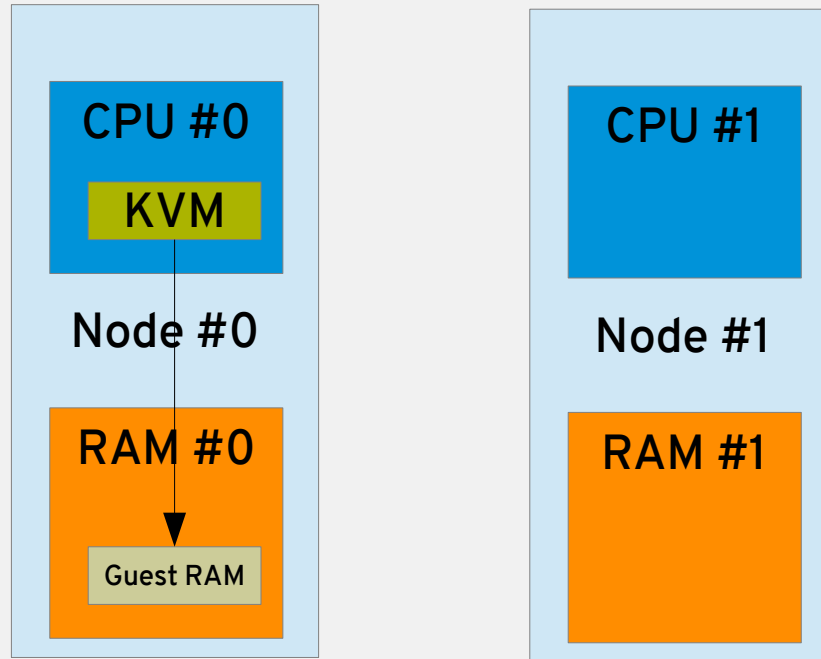 CPU #0
KVM
Node #0
RAM #0
Guest RAM
CPU #1
Node #1
RAM #1